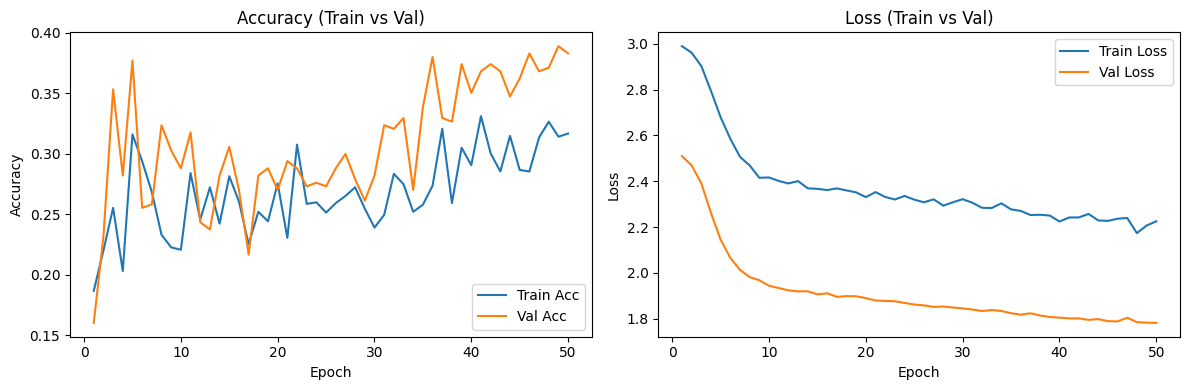 Accuracy (Train vs Val)
0.40
0.35
0.30
0.25
0.20
0.15
Accuracy
Train Acc
Val Acc
0 10 20 30 40 50
Epoch
Loss (Train vs Val)
3.0
2.8
2.6
2.4
2.2
2.0
1.8
Loss
Train Loss
Val Loss
0 10 20 30 40 50
Epoch